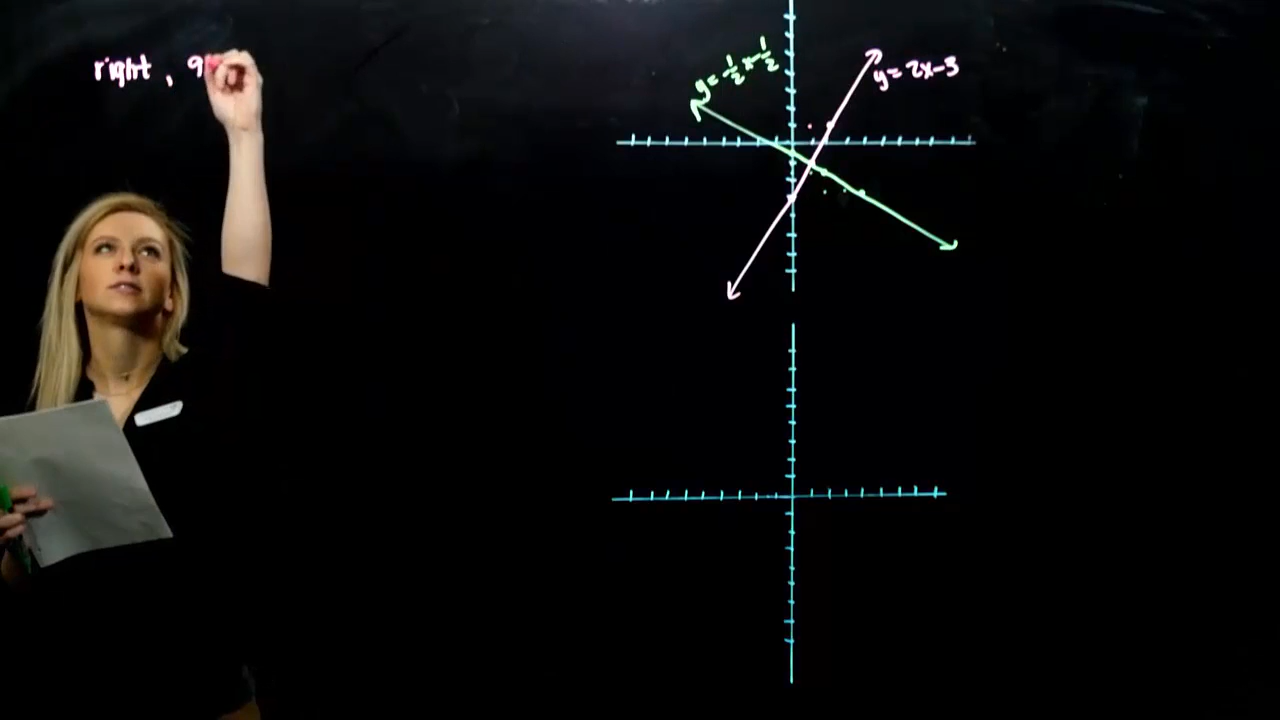 right, 9
y = -1/2x - 1/2
y = 2x-3